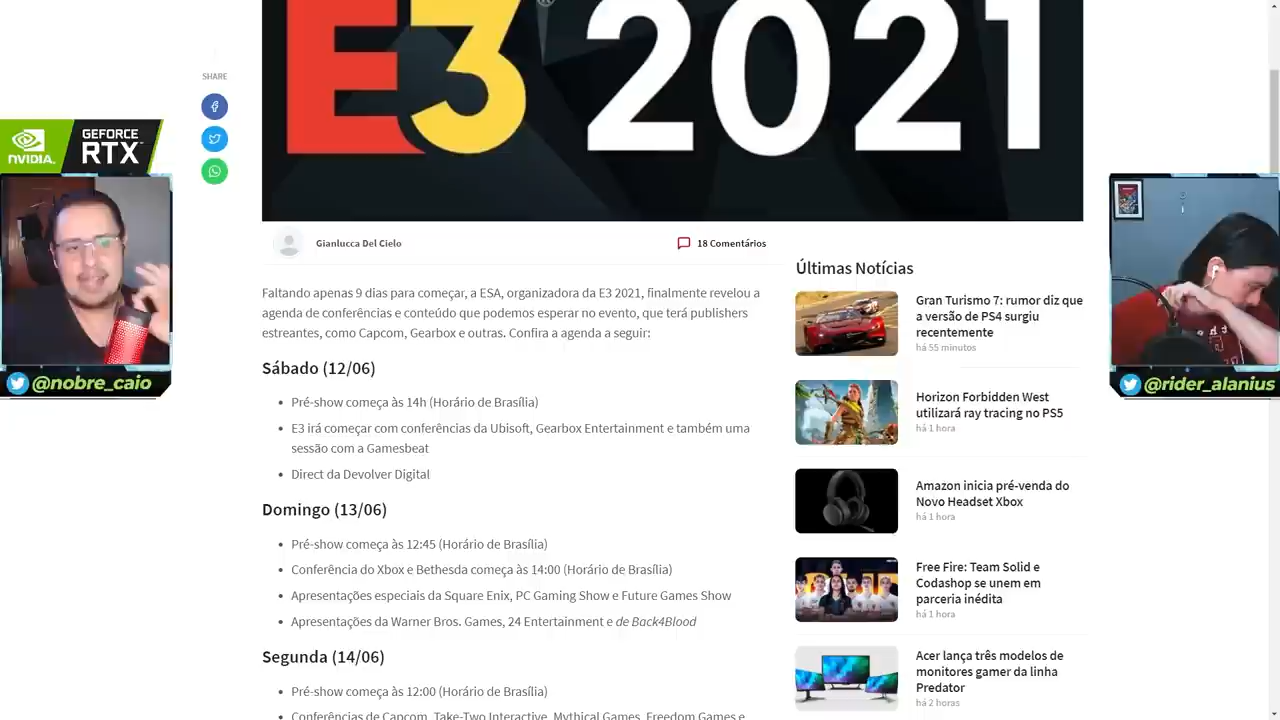 E3 2021
SHARE
NVIDIA.
GEFORCE
RTX
@nobre_caio
@rider_alanius
Gianlucca Del Cielo
18 Comentários
Faltando apenas 9 dias para começar, a ESA, organizadora da E3 2021, finalmente revelou a
agenda de conferências e conteúdo que podemos esperar no evento, que terá publishers
estreantes, como Capcom, Gearbox e outras. Confira a agenda a seguir:
Sábado (12/06)
• Pré-show começa às 14h (Horário de Brasília)
• E3 irá começar com conferências da Ubisoft, Gearbox Entertainment e também uma
sessão com a Gamesbeat
• Direct da Devolver Digital
Domingo (13/06)
• Pré-show começa às 12:45 (Horário de Brasília)
• Conferência do Xbox e Bethesda começa às 14:00 (Horário de Brasília)
• Apresentações especiais da Square Enix, PC Gaming Show e Future Games Show
• Apresentações da Warner Bros. Games, 24 Entertainment e de Back4Blood
Segunda (14/06)
• Pré-show começa às 12:00 (Horário de Brasília)
• Conferências de Capcom, Take-Two Interactive, Mythical Games, Freedom Games e
Últimas Notícias
Gran Turismo 7: rumor diz que
a versão de PS4 surgiu
recentemente
há 55 minutos
Horizon Forbidden West
utilizará ray tracing no PS5
há 1 hora
Amazon inicia pré-venda do
Novo Headset Xbox
há 1 hora
Free Fire: Team Solid e
Codashop se unem em
parceria inédita
há 1 hora
Acer lança três modelos de
monitores gamer da linha
Predator
há 2 horas